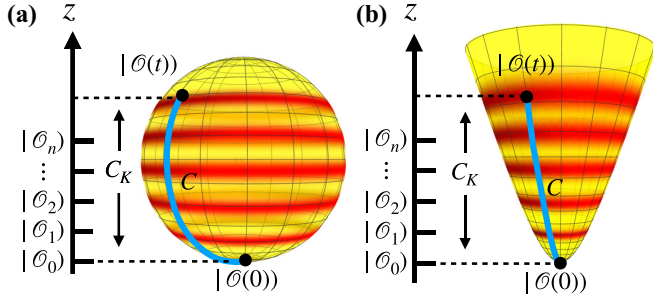 (a)
z
|𝒪(t))
|𝒪ₙ)
⋮
|𝒪₂)
|𝒪₁)
|𝒪₀)
C_K
C
|𝒪(0))
(b)
z
|𝒪(t))
|𝒪ₙ)
⋮
|𝒪₂)
|𝒪₁)
|𝒪₀)
C_K
C
|𝒪(0))